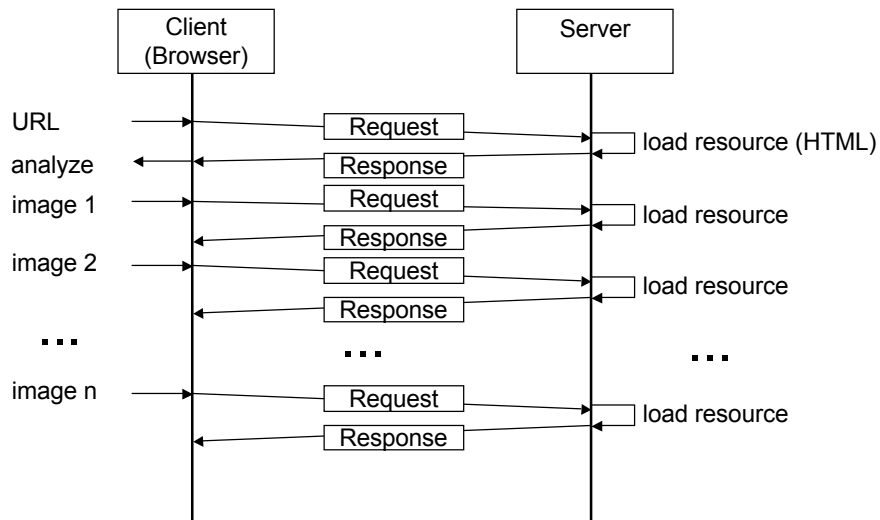 Client
(Browser)
Server
URL
Request
load resource (HTML)
analyze
Response
image 1
Request
load resource
Response
image 2
Request
load resource
Response
...
...
...
image n
Request
load resource
Response